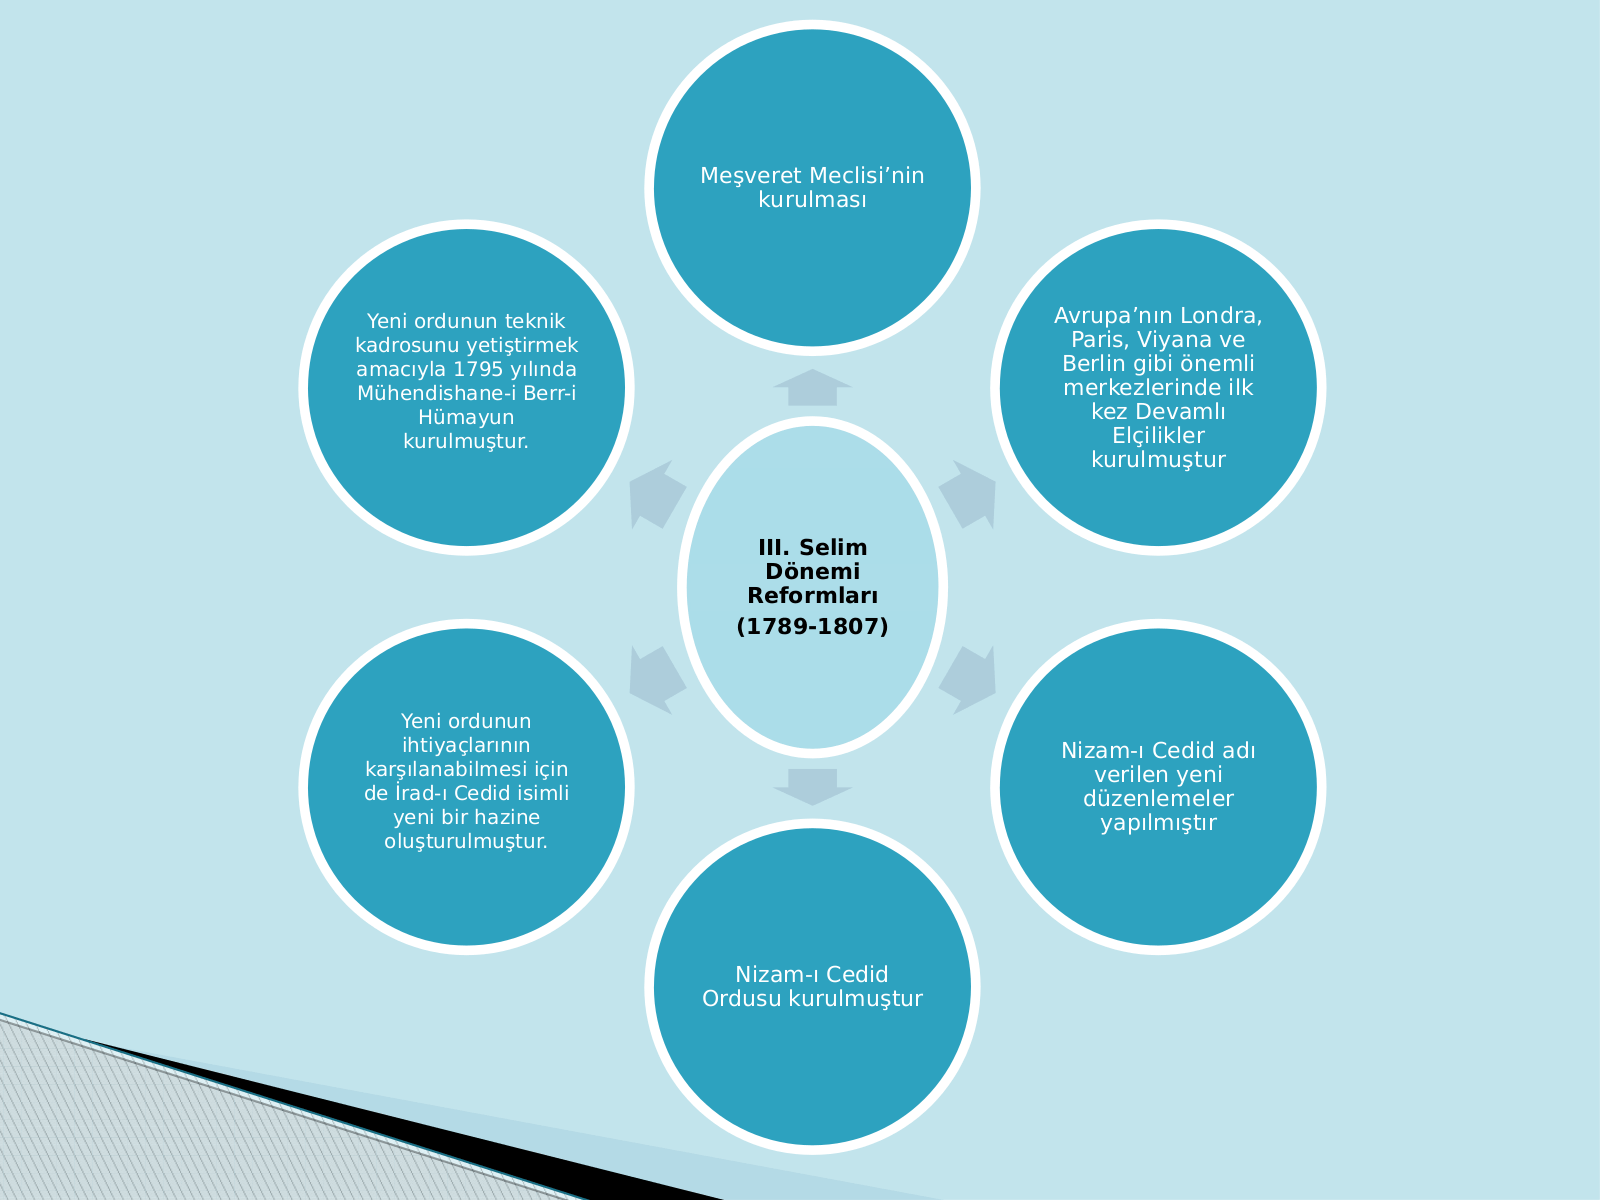 Meşveret Meclisi’nin
kurulması
Avrupa’nın Londra,
Paris, Viyana ve
Berlin gibi önemli
merkezlerinde ilk
kez Devamlı
Elçilikler
kurulmuştur
Nizam-ı Cedid adı
verilen yeni
düzenlemeler
yapılmıştır
Nizam-ı Cedid
Ordusu kurulmuştur
Yeni ordunun
ihtiyaçlarının
karşılanabilmesi için
de İrad-ı Cedid isimli
yeni bir hazine
oluşturulmuştur.
Yeni ordunun teknik
kadrosunu yetiştirmek
amacıyla 1795 yılında
Mühendishane-i Berr-i
Hümayun
kurulmuştur.
III. Selim
Dönemi
Reformları
(1789-1807)